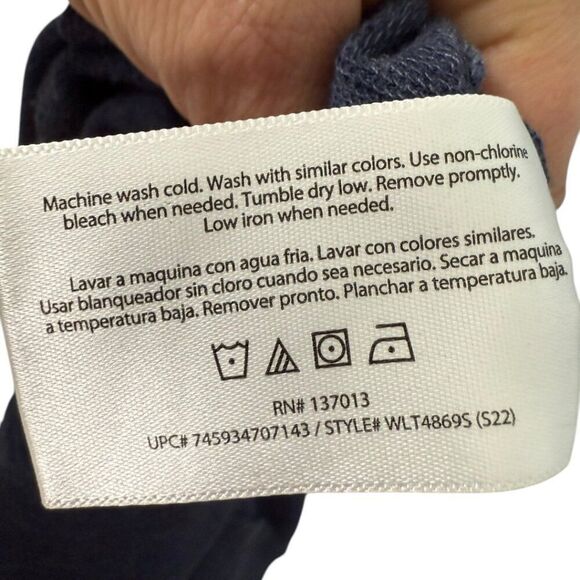 Machine wash cold. Wash with similar colors. Use non-chlorine
bleach when needed. Tumble dry low. Remove promptly.
Low iron when needed.
Lavar a maquina con agua fria. Lavar con colores similares.
Usar blanqueador sin cloro cuando sea necesario. Secar a maquina
a temperatura baja. Remover pronto. Planchar a temperatura baja.
RN# 137013
UPC# 745934707143 / STYLE# WLT4869S (S22)